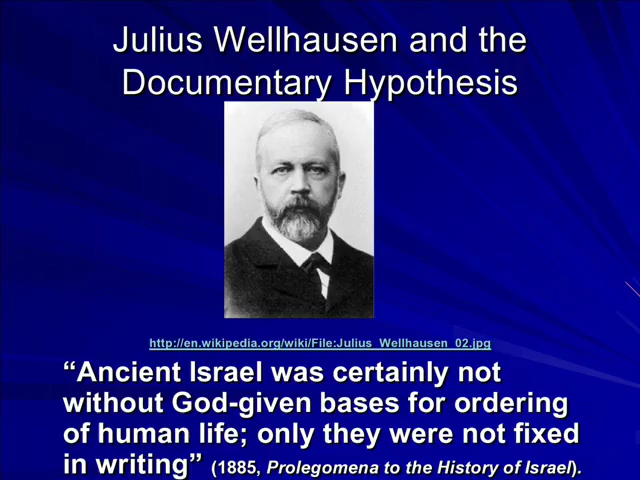 Julius Wellhausen and the
Documentary Hypothesis
http://en.wikipedia.org/wiki/File:Julius_Wellhausen_02.jpg
“Ancient Israel was certainly not
without God-given bases for ordering
of human life; only they were not fixed
in writing” (1885, Prolegomena to the History of Israel).